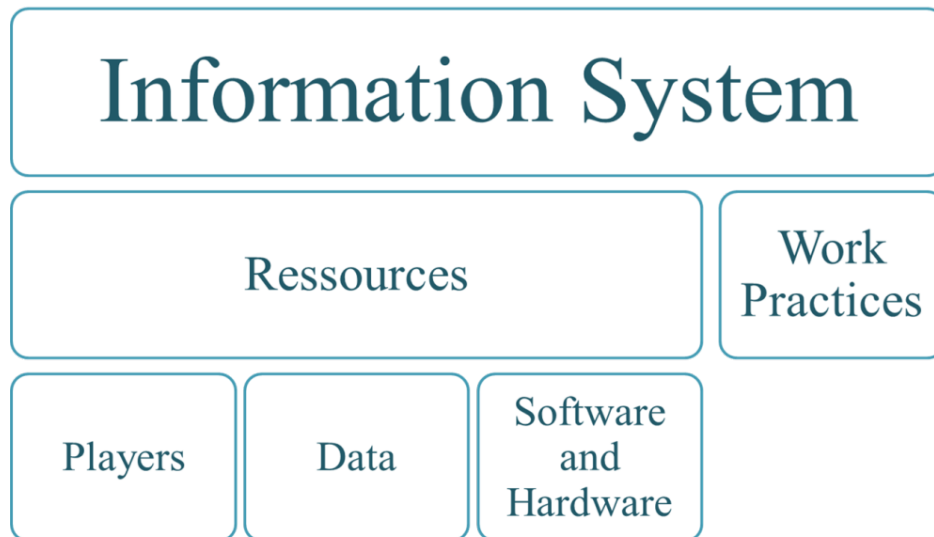 Information System
Ressources
Work
Practices
Players
Data
Software
and
Hardware